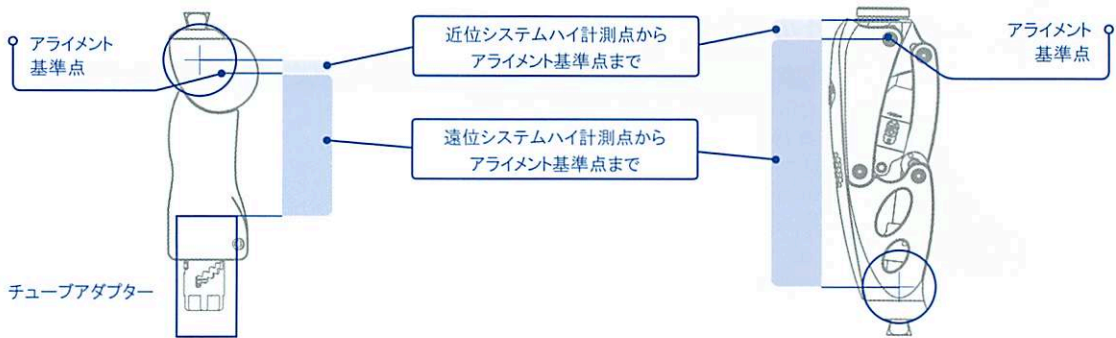 アライメント
基準点
近位システムハイ計測点から
アライメント基準点まで
アライメント
基準点
遠位システムハイ計測点から
アライメント基準点まで
チューブアダプター